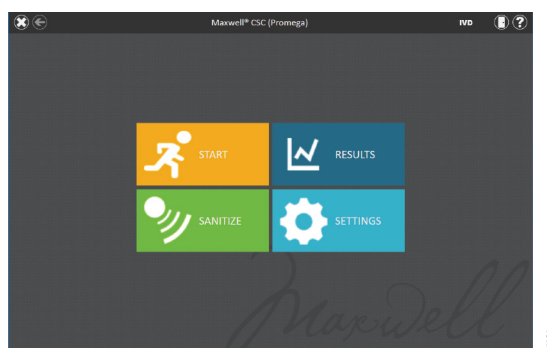 Maxwell® CSC (Promega)
IVD
?
START
RESULTS
SANITIZE
SETTINGS
Maxwell